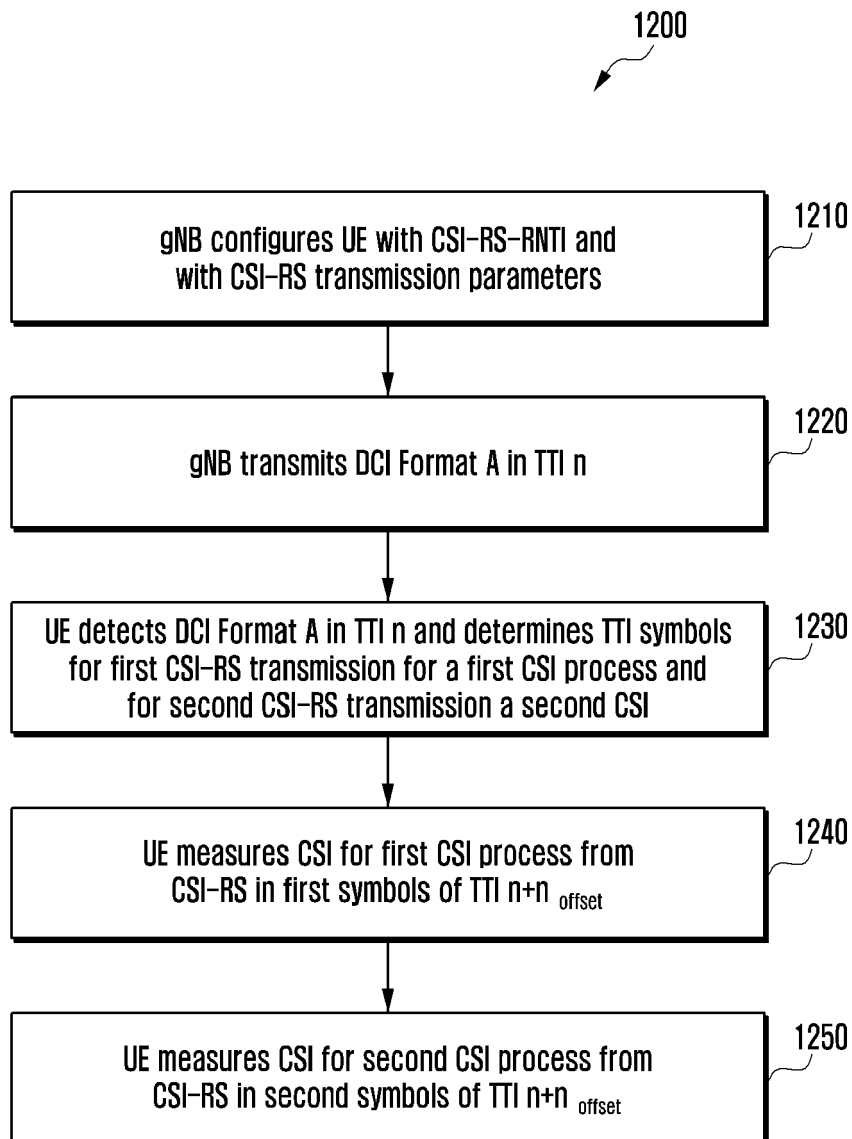 1200
gNB configures UE with CSI-RS-RNTI and
with CSI-RS transmission parameters
1210
gNB transmits DCI Format A in TTI n
1220
UE detects DCI Format A in TTI n and determines TTI symbols
for first CSI-RS transmission for a first CSI process and
for second CSI-RS transmission a second CSI
1230
UE measures CSI for first CSI process from
CSI-RS in first symbols of TTI n+n offset
1240
UE measures CSI for second CSI process from
CSI-RS in second symbols of TTI n+n offset
1250